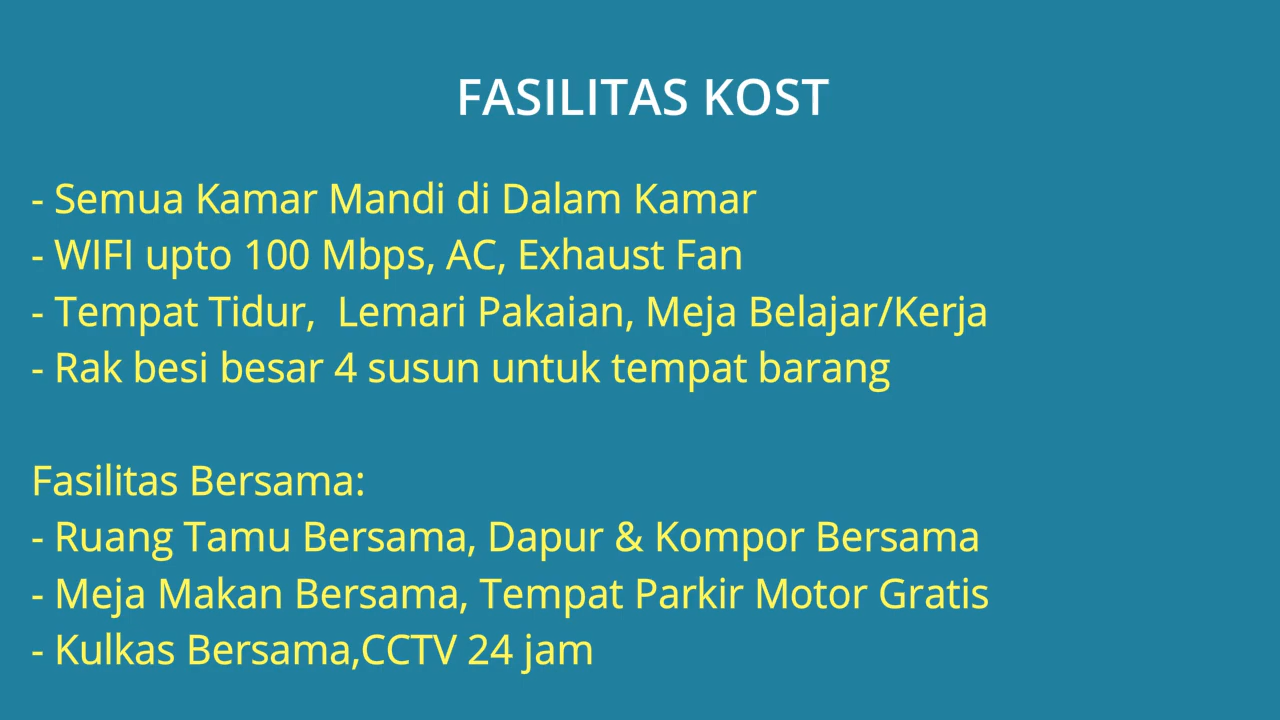 FASILITAS KOST
- Semua Kamar Mandi di Dalam Kamar
- WIFI upto 100 Mbps, AC, Exhaust Fan
- Tempat Tidur,  Lemari Pakaian, Meja Belajar/Kerja
- Rak besi besar 4 susun untuk tempat barang
Fasilitas Bersama:
- Ruang Tamu Bersama, Dapur & Kompor Bersama
- Meja Makan Bersama, Tempat Parkir Motor Gratis
- Kulkas Bersama,CCTV 24 jam